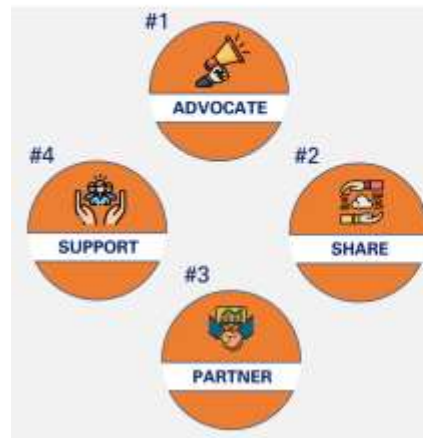 #1
ADVOCATE
#2
SHARE
#3
PARTNER
#4
SUPPORT